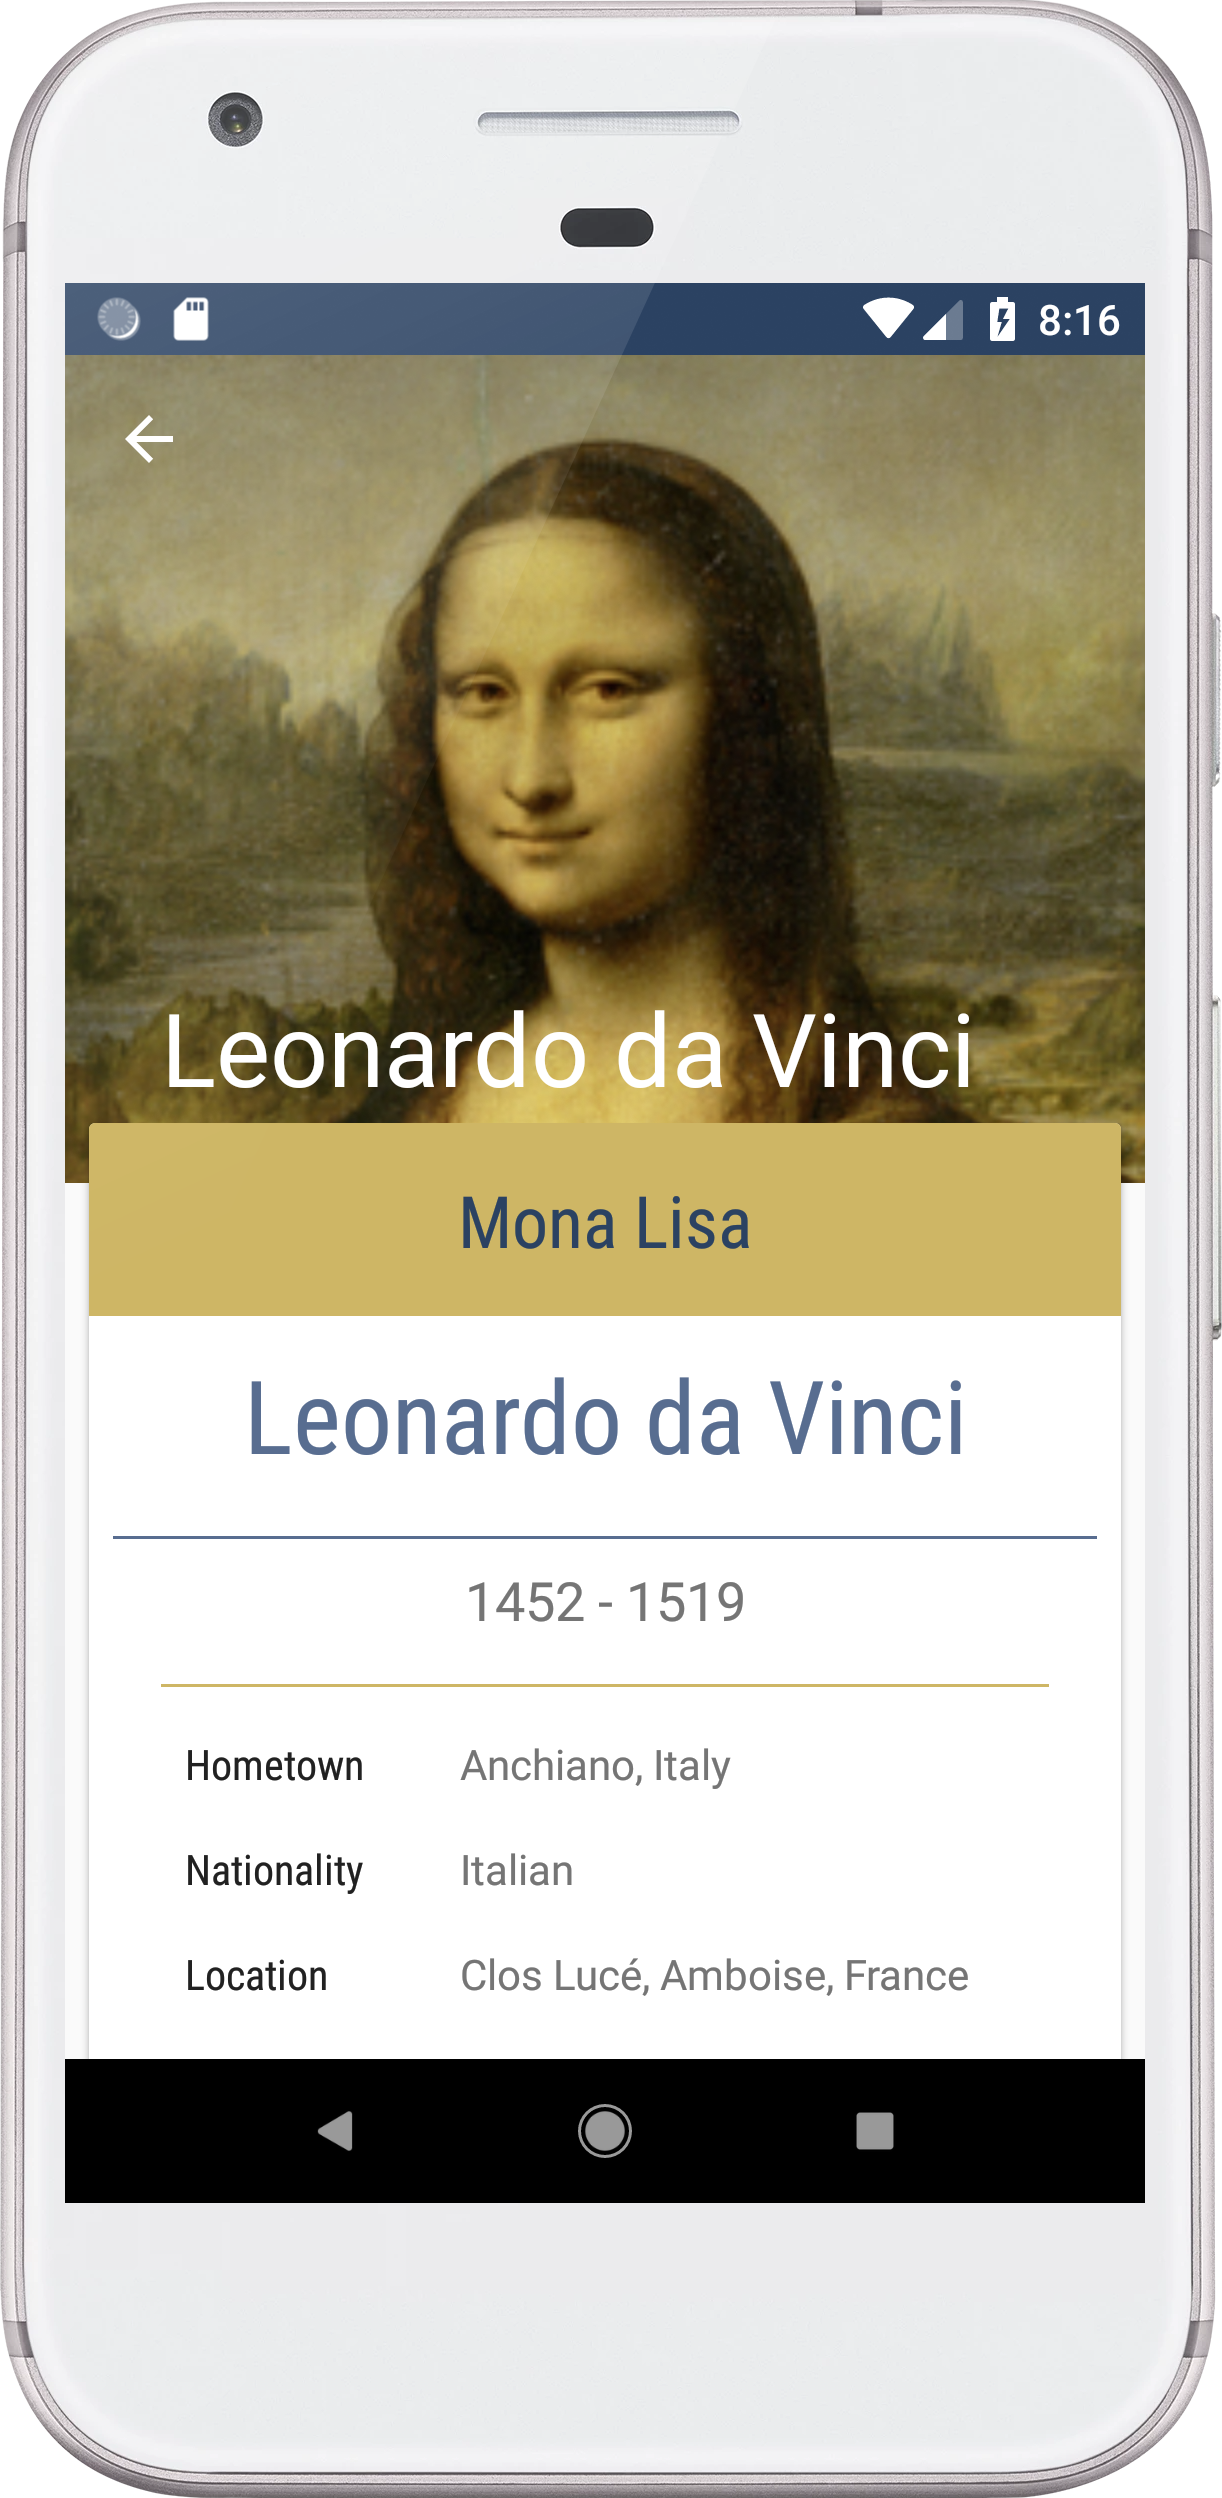 8:16
Leonardo da Vinci
Mona Lisa
Leonardo da Vinci
1452 - 1519
Hometown Anchiano, Italy
Nationality Italian
Location Clos Lucé, Amboise, France